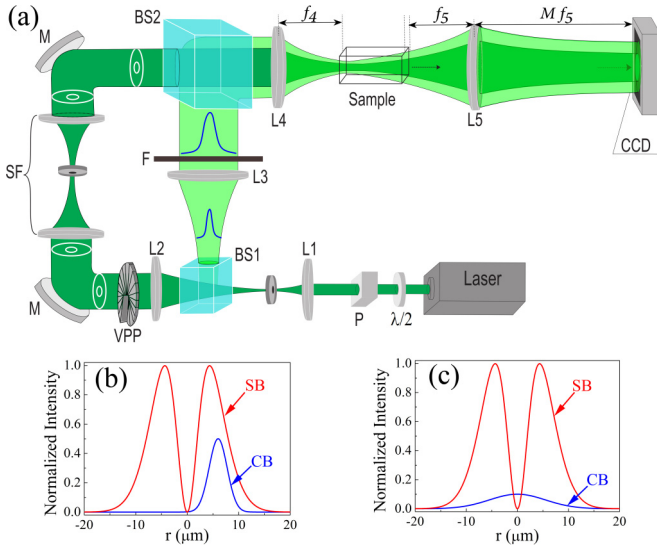 (a)
M
BS2
f4
f5
M f5
Sample
L4
L5
CCD
SF
F
L3
L2
BS1
L1
Laser
M
VPP
P
λ/2
(b)
SB
CB
Normalized Intensity
1.0
0.8
0.6
0.4
0.2
0.0
-20 -10 0 10 20
r (μm)
(c)
SB
CB
Normalized Intensity
1.0
0.8
0.6
0.4
0.2
0.0
-20 -10 0 10 20
r (μm)